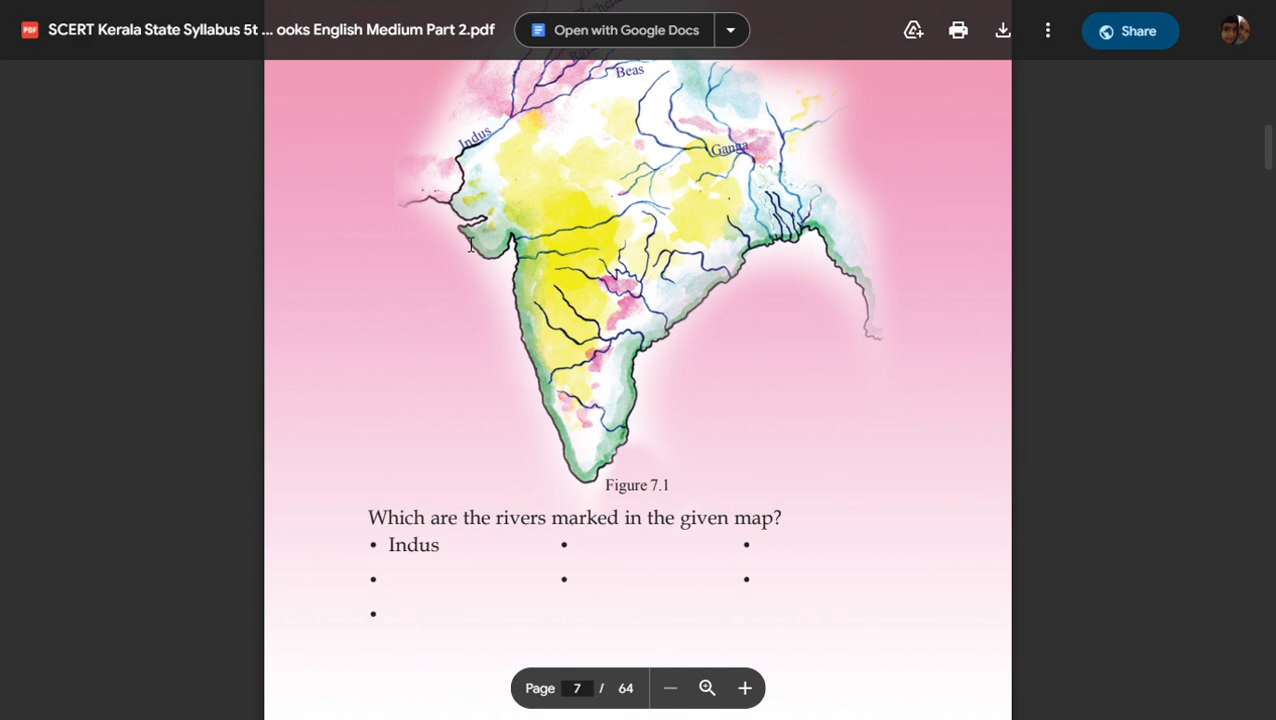 SCERT Kerala State Syllabus 5t ... ooks English Medium Part 2.pdf
Open with Google Docs
Share
Beas
Indus
Ganga
Figure 7.1
Which are the rivers marked in the given map?
• Indus • •
• • •
•
Page 7 / 64